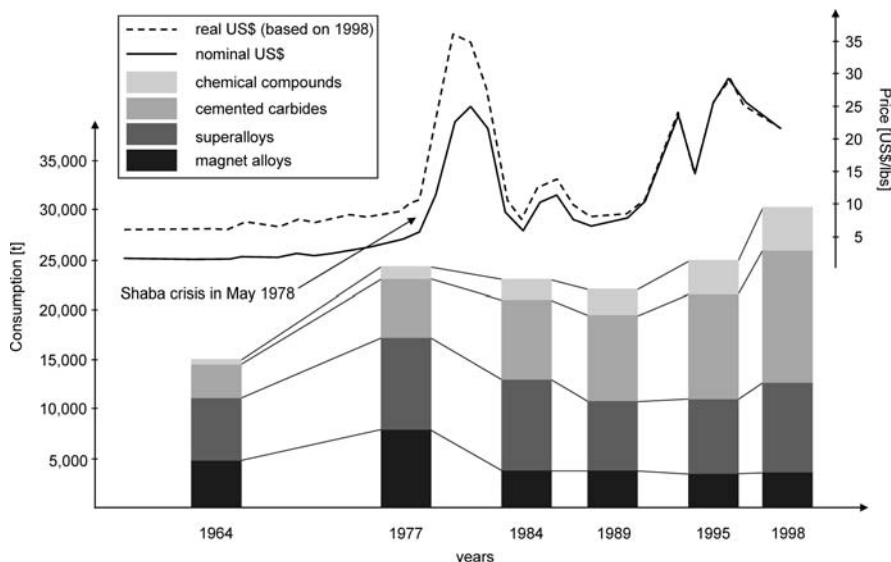 real US$ (based on 1998)
nominal US$
chemical compounds
cemented carbides
superalloys
magnet alloys
35
30
25
20
15
10
5
Price [US$/lbs]
35,000
30,000
25,000
20,000
15,000
10,000
5,000
Consumption [t]
Shaba crisis in May 1978
1964 1977 1984 1989 1995 1998
years